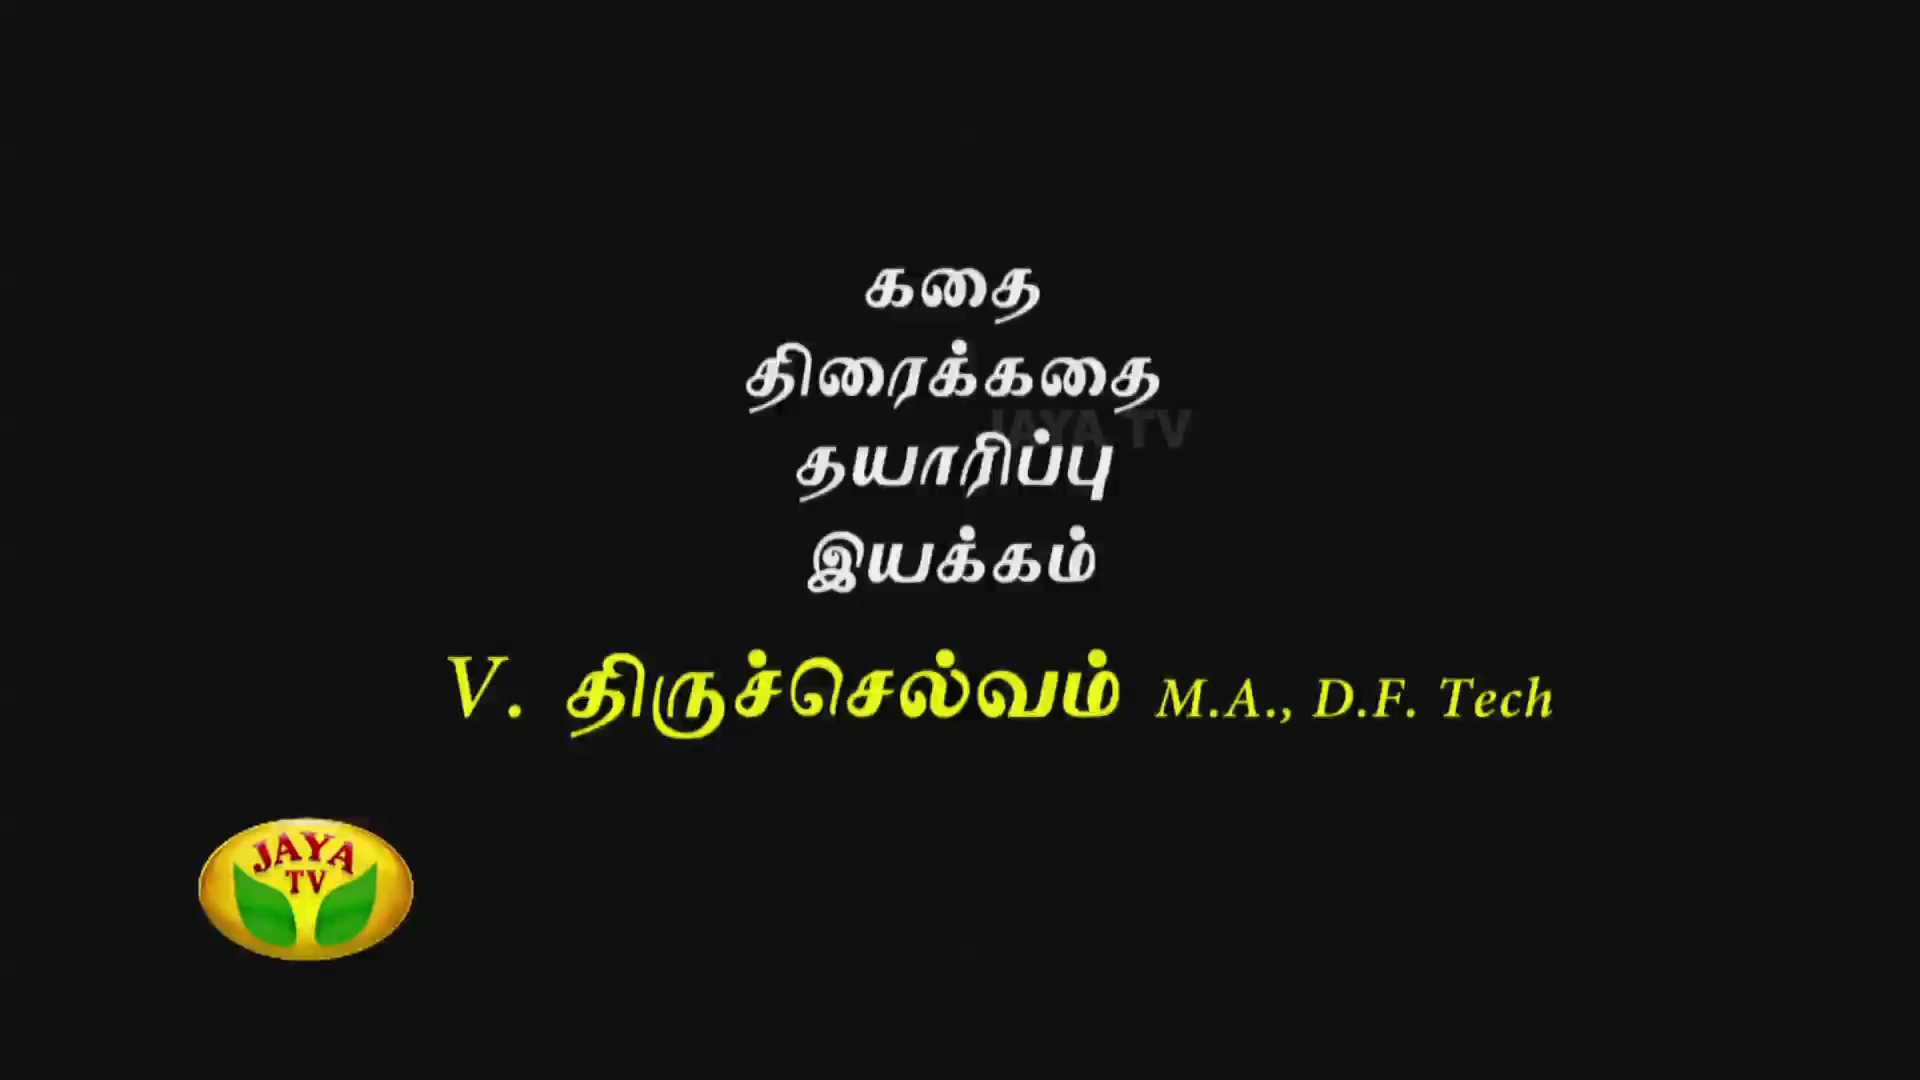 கதை
திரைக்கதை
JAYA TV
தயாரிப்பு
இயக்கம்
V. திருச்செல்வம் M.A., D.F. Tech
JAYA
TV